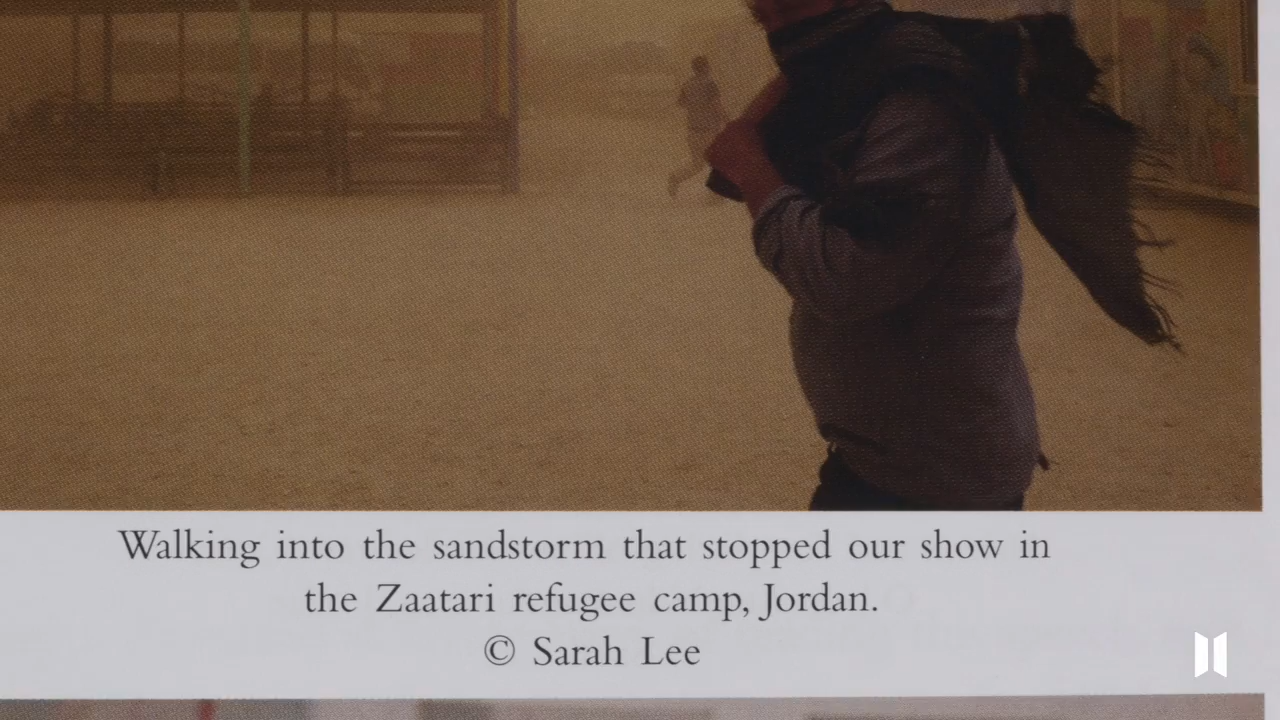 Walking into the sandstorm that stopped our show in
the Zaatari refugee camp, Jordan.
© Sarah Lee